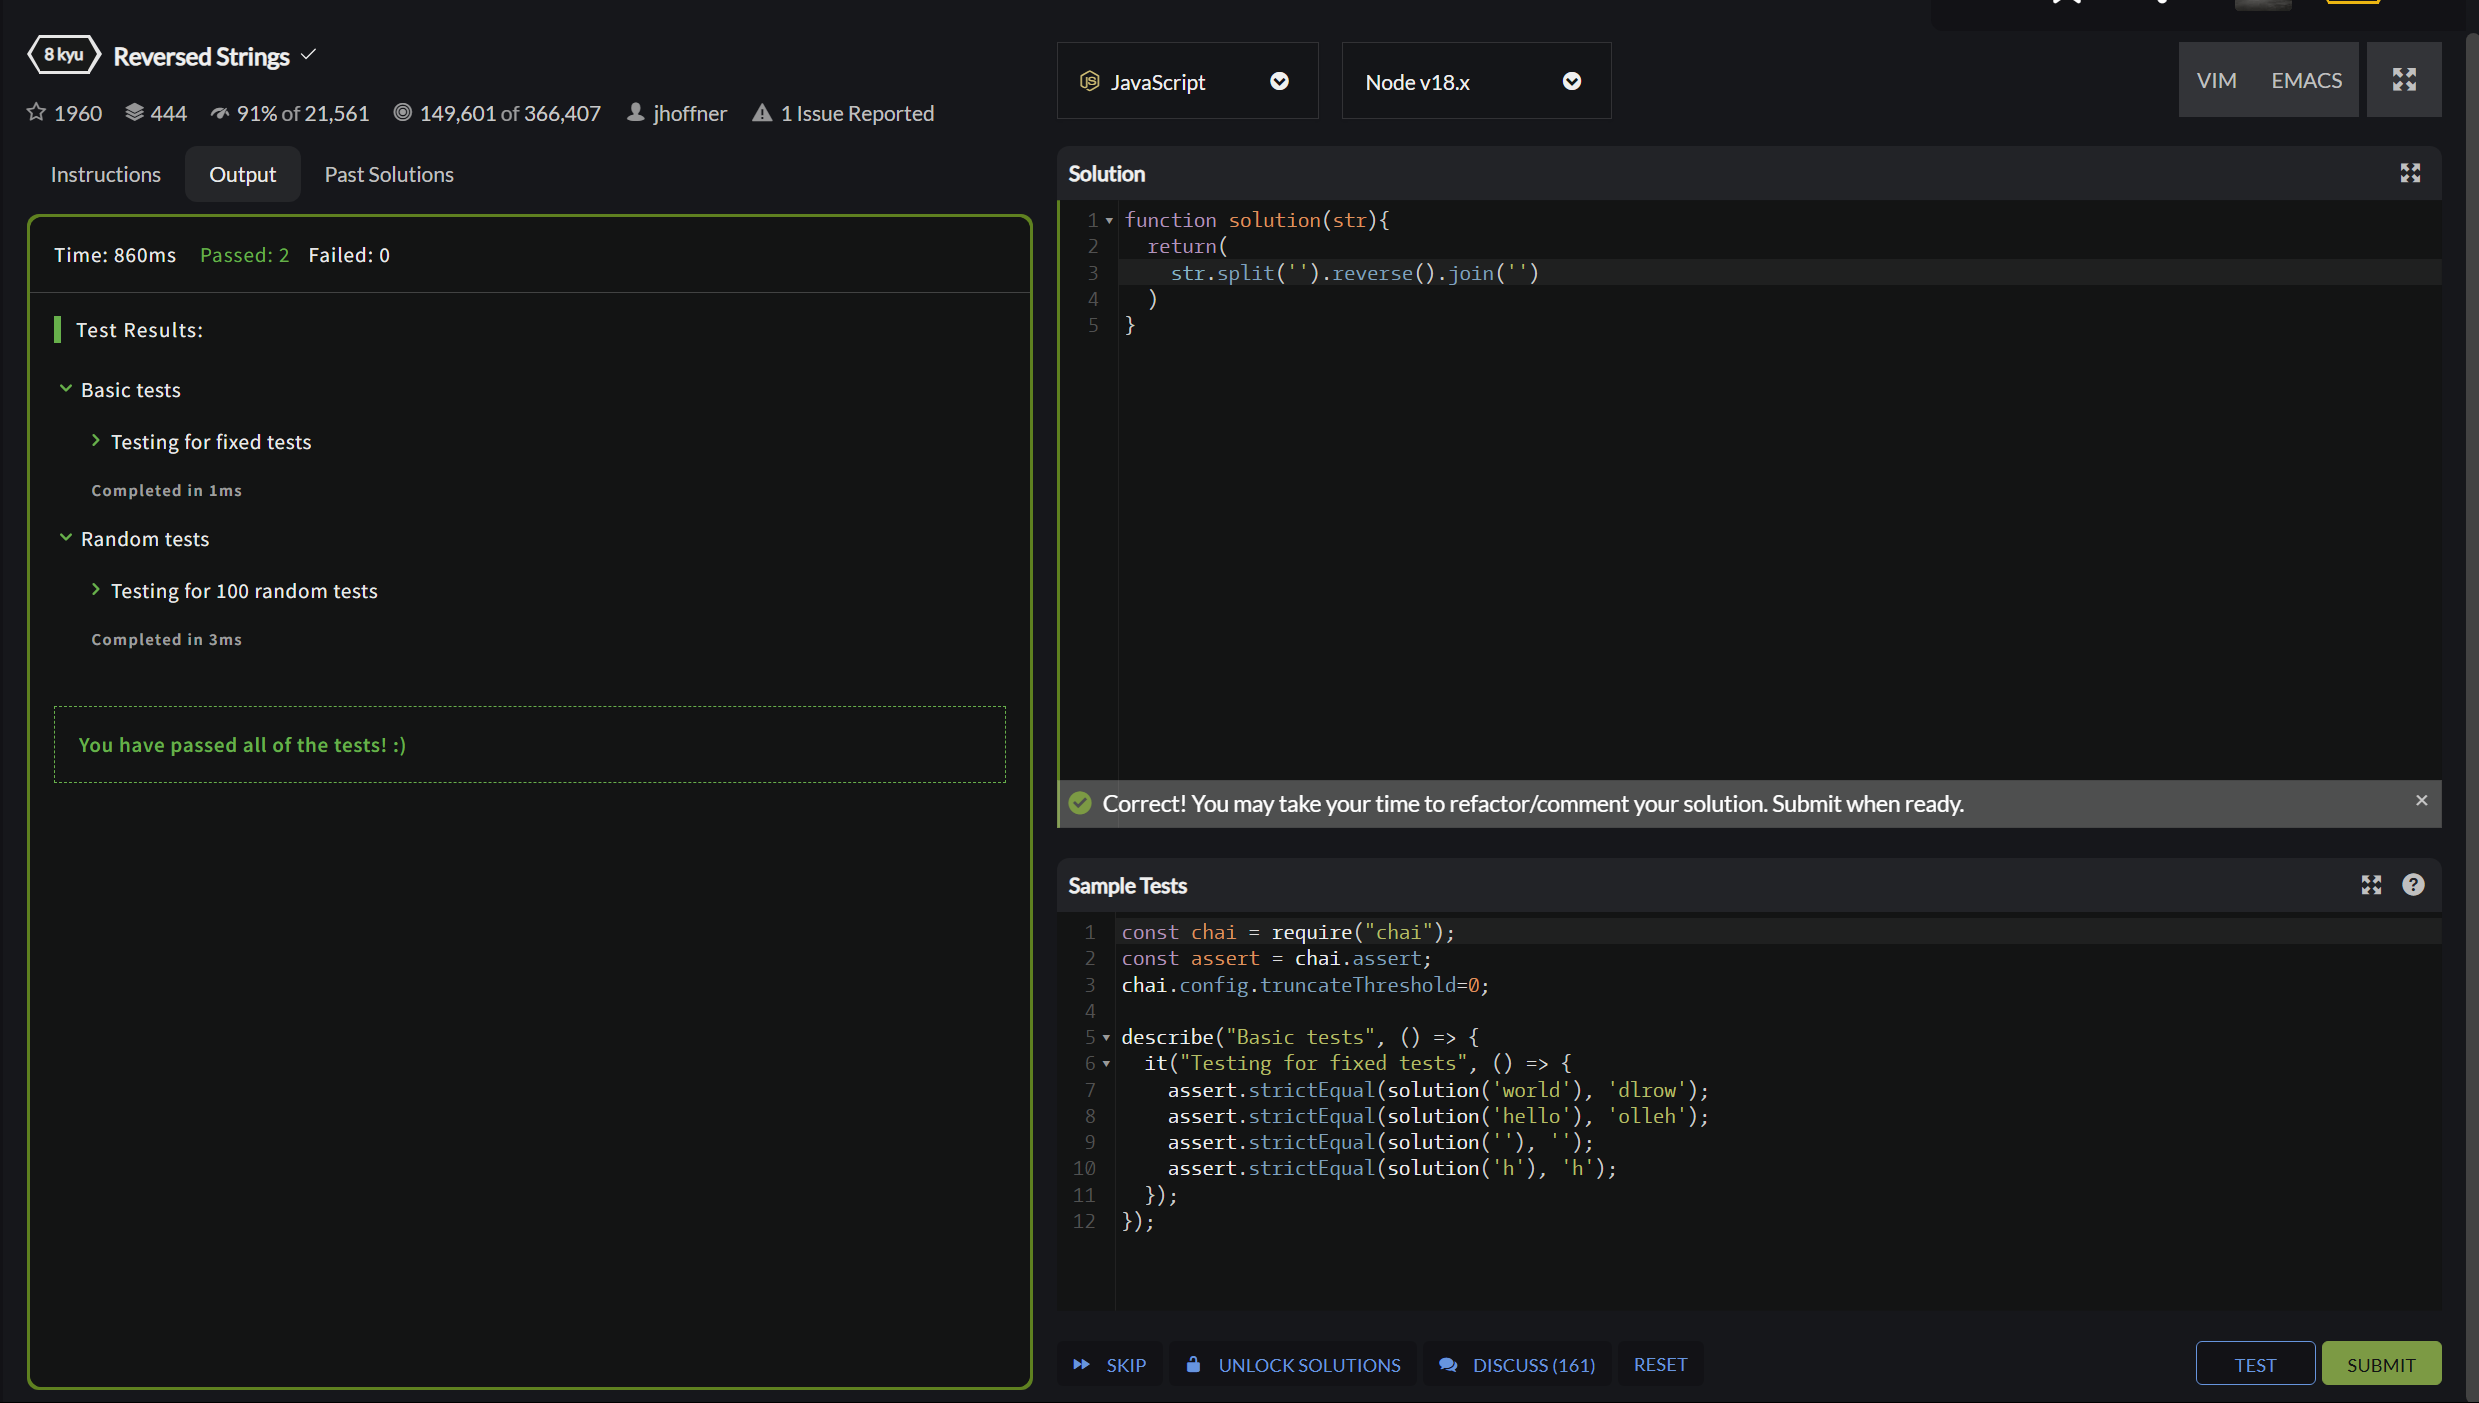 8 kyu Reversed Strings
1960 444 91% of 21,561 149,601 of 366,407 jhoffner 1 Issue Reported
Instructions Output Past Solutions
Time: 860ms Passed: 2 Failed: 0
Test Results:
Basic tests
Testing for fixed tests
Completed in 1ms
Random tests
Testing for 100 random tests
Completed in 3ms
You have passed all of the tests! :)
JavaScript Node v18.x VIM EMACS
Solution
1 function solution(str){
2   return(
3     str.split('').reverse().join('')
4   )
5 }
Correct! You may take your time to refactor/comment your solution. Submit when ready.
Sample Tests
1 const chai = require("chai");
2 const assert = chai.assert;
3 chai.config.truncateThreshold=0;
4
5 describe("Basic tests", () => {
6   it("Testing for fixed tests", () => {
7     assert.strictEqual(solution('world'), 'dlrow');
8     assert.strictEqual(solution('hello'), 'olleh');
9     assert.strictEqual(solution(''), '');
10     assert.strictEqual(solution('h'), 'h');
11   });
12 });
SKIP UNLOCK SOLUTIONS DISCUSS (161) RESET TEST SUBMIT